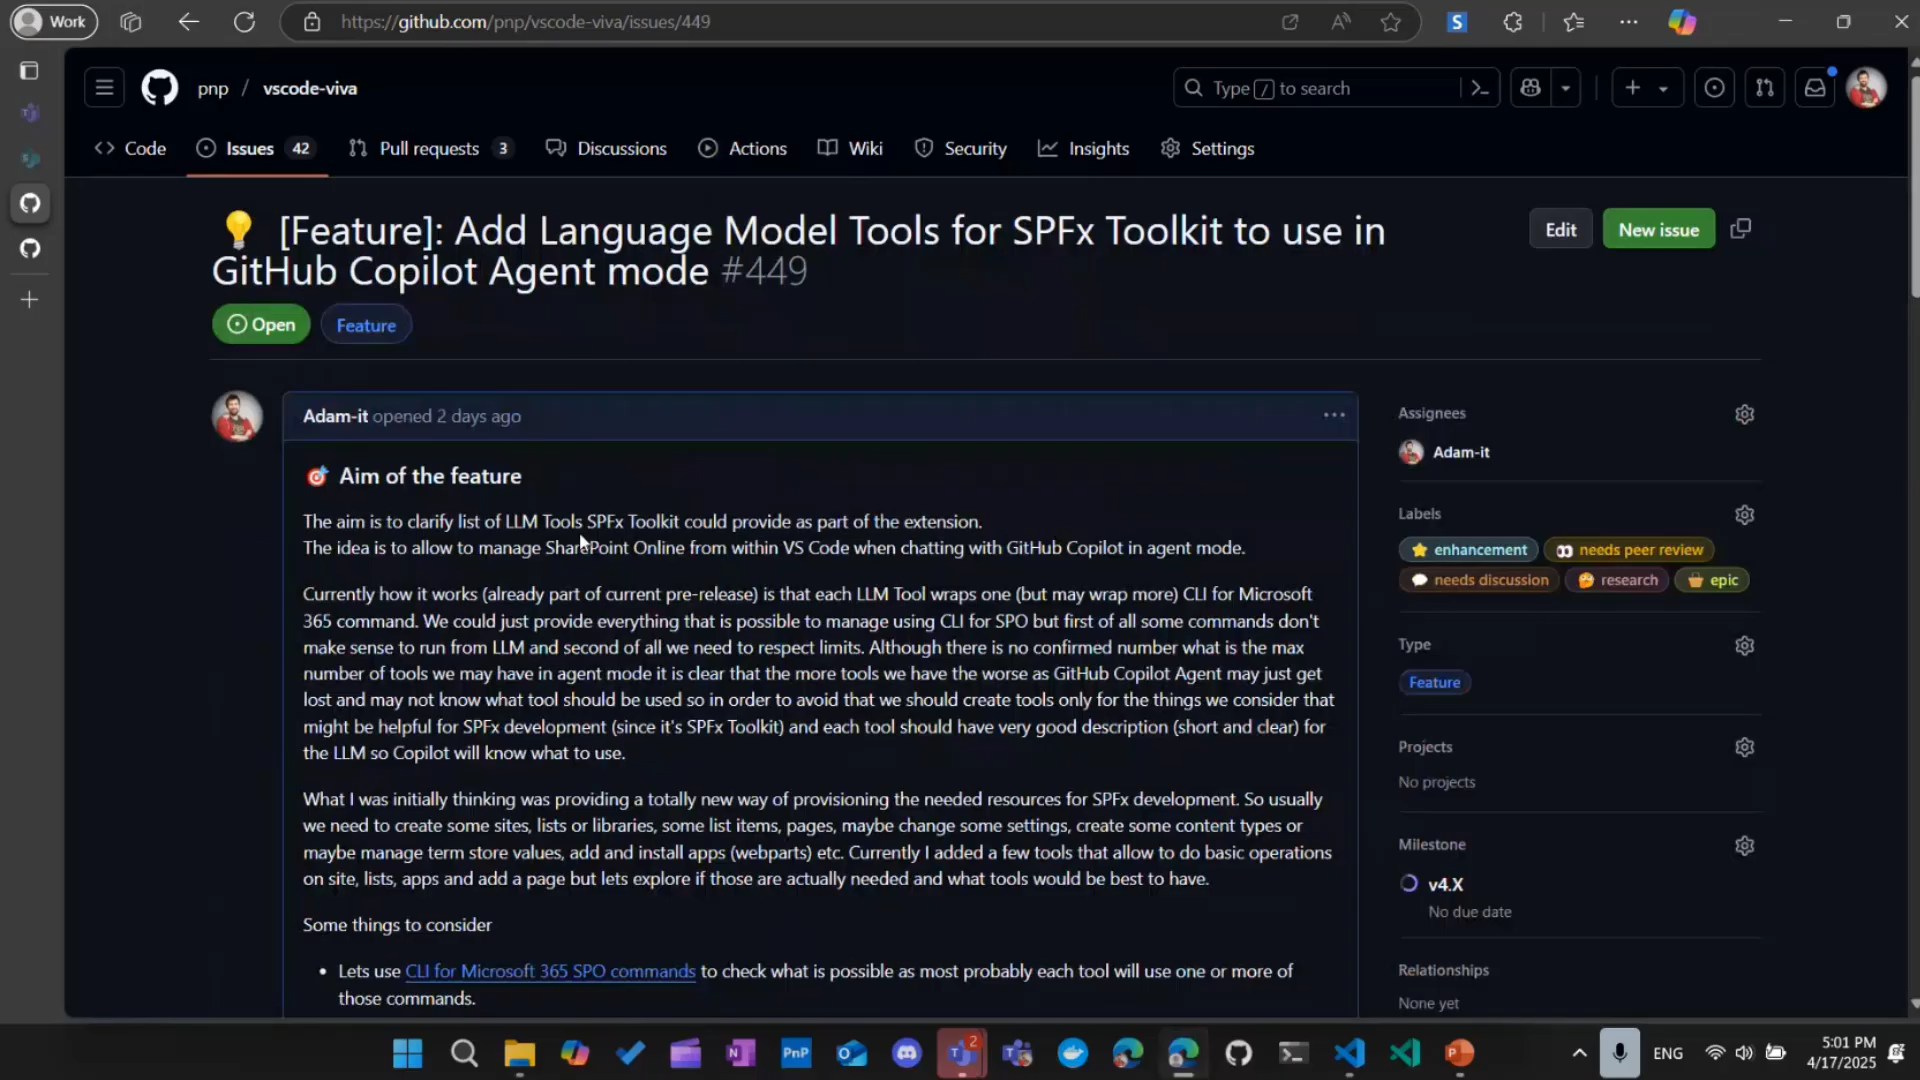 Work
https://github.com/pnp/vscode-viva/issues/449
pnp / vscode-viva
Type / to search
Code
Issues 42
Pull requests 3
Discussions
Actions
Wiki
Security
Insights
Settings
[Feature]: Add Language Model Tools for SPFx Toolkit to use in
GitHub Copilot Agent mode #449
Edit
New issue
Open
Feature
Adam-it opened 2 days ago
Aim of the feature
The aim is to clarify list of LLM Tools SPFx Toolkit could provide as part of the extension.
The idea is to allow to manage SharePoint Online from within VS Code when chatting with GitHub Copilot in agent mode.
Currently how it works (already part of current pre-release) is that each LLM Tool wraps one (but may wrap more) CLI for Microsoft
365 command. We could just provide everything that is possible to manage using CLI for SPO but first of all some commands don't
make sense to run from LLM and second of all we need to respect limits. Although there is no confirmed number what is the max
number of tools we may have in agent mode it is clear that the more tools we have the worse as GitHub Copilot Agent may just get
lost and may not know what tool should be used so in order to avoid that we should create tools only for the things we consider that
might be helpful for SPFx development (since it's SPFx Toolkit) and each tool should have very good description (short and clear) for
the LLM so Copilot will know what to use.
What I was initially thinking was providing a totally new way of provisioning the needed resources for SPFx development. So usually
we need to create some sites, lists or libraries, some list items, pages, maybe change some settings, create some content types or
maybe manage term store values, add and install apps (webparts) etc. Currently I added a few tools that allow to do basic operations
on site, lists, apps and add a page but lets explore if those are actually needed and what tools would be best to have.
Some things to consider
• Lets use CLI for Microsoft 365 SPO commands to check what is possible as most probably each tool will use one or more of
those commands.
Assignees
Adam-it
Labels
enhancement
needs peer review
needs discussion
research
epic
Type
Feature
Projects
No projects
Milestone
v4.X
No due date
Relationships
None yet
PnP
2
ENG
5:01 PM
4/17/2025